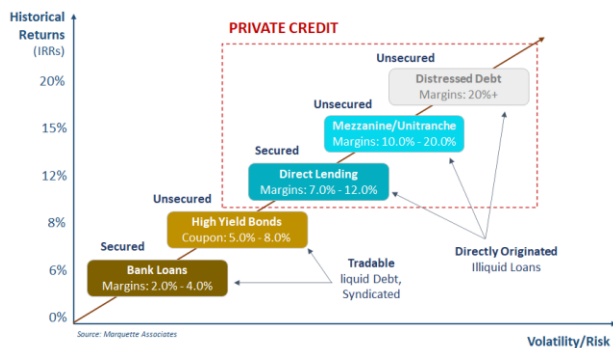 Historical
Returns
(IRRs)
PRIVATE CREDIT
20%
15%
12%
8%
6%
0%
Unsecured
Distressed Debt
Margins: 20%+
Unsecured
Mezzanine/Unitranche
Margins: 10.0% - 20.0%
Secured
Direct Lending
Margins: 7.0% - 12.0%
Unsecured
High Yield Bonds
Coupon: 5.0% - 8.0%
Secured
Bank Loans
Margins: 2.0% - 4.0%
Tradable
liquid Debt,
Syndicated
Directly Originated
Illiquid Loans
Source: Marquette Associates
Volatility/Risk